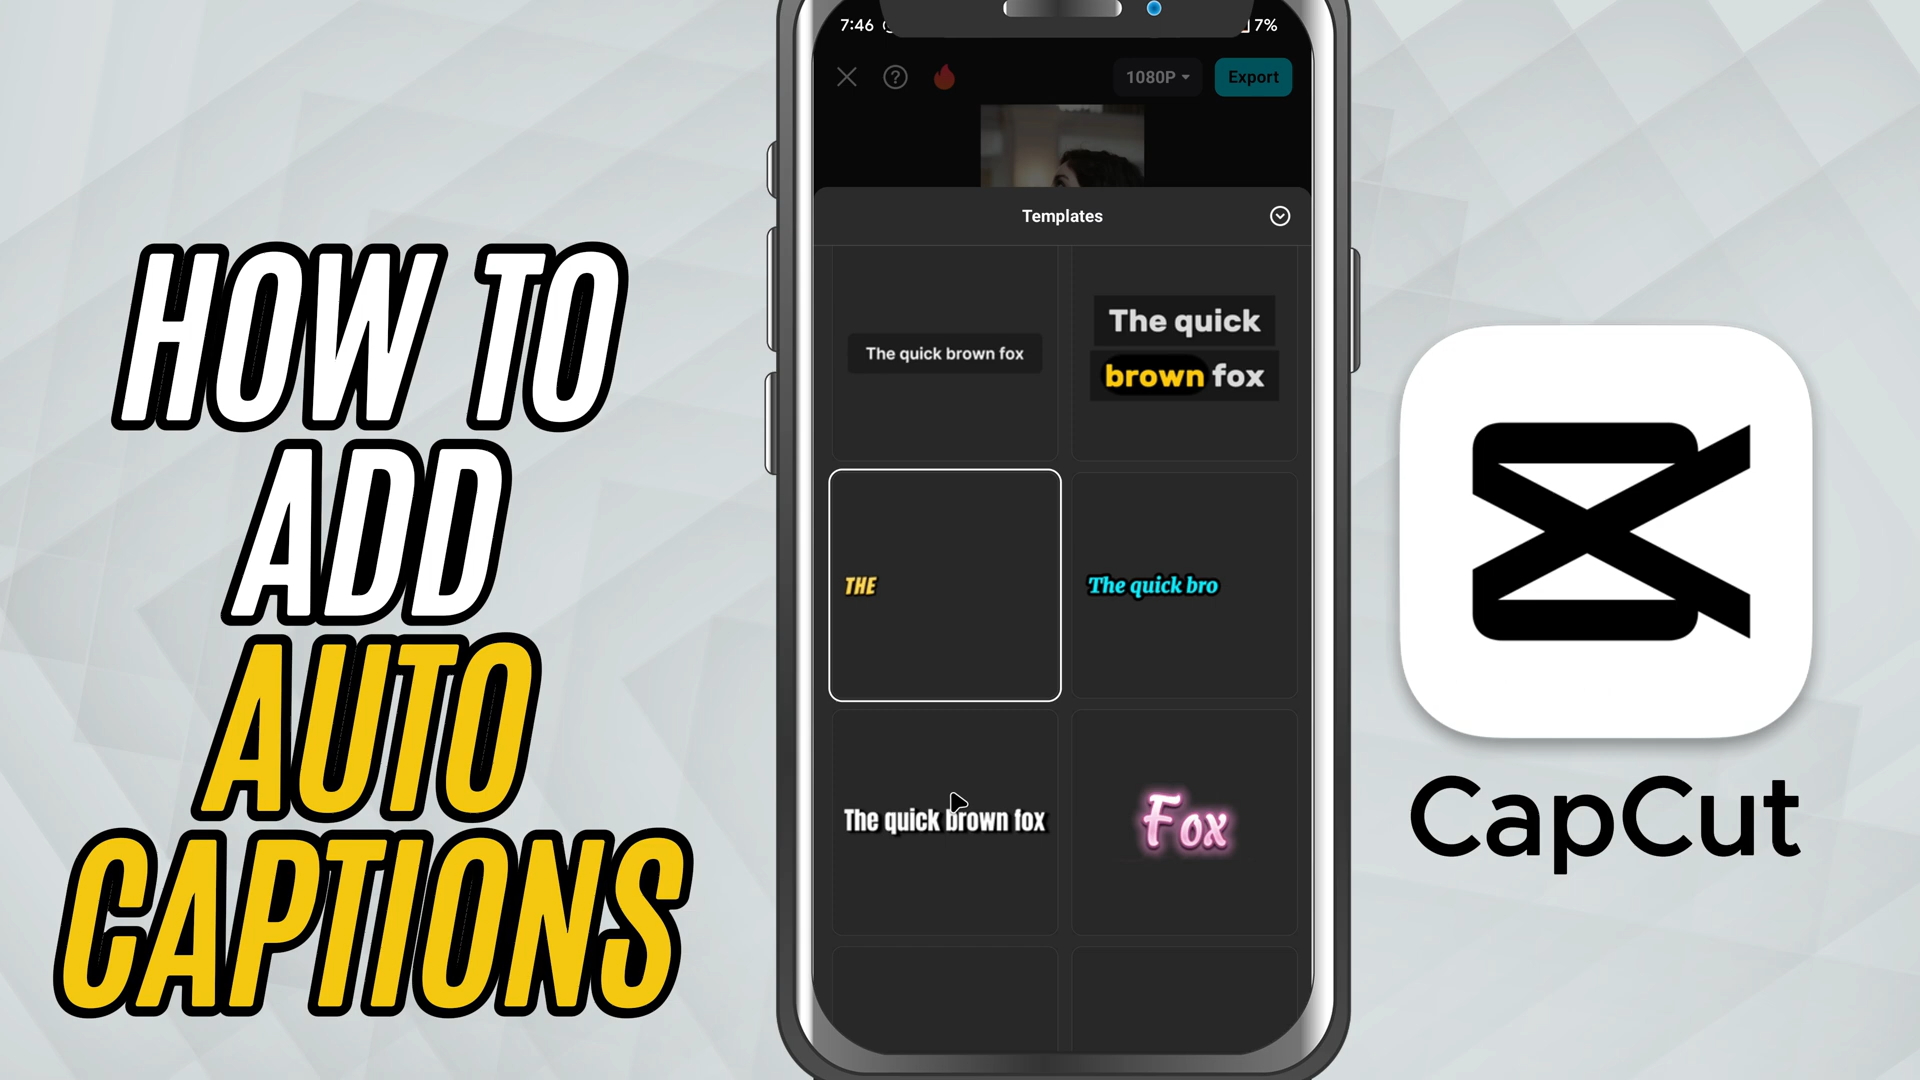 HOW TO
ADD
AUTO
CAPTIONS
7:46
7%
1080P
Export
Templates
The quick brown fox
The quick
brown fox
THE
The quick bro
The quick brown fox
Fox
CapCut